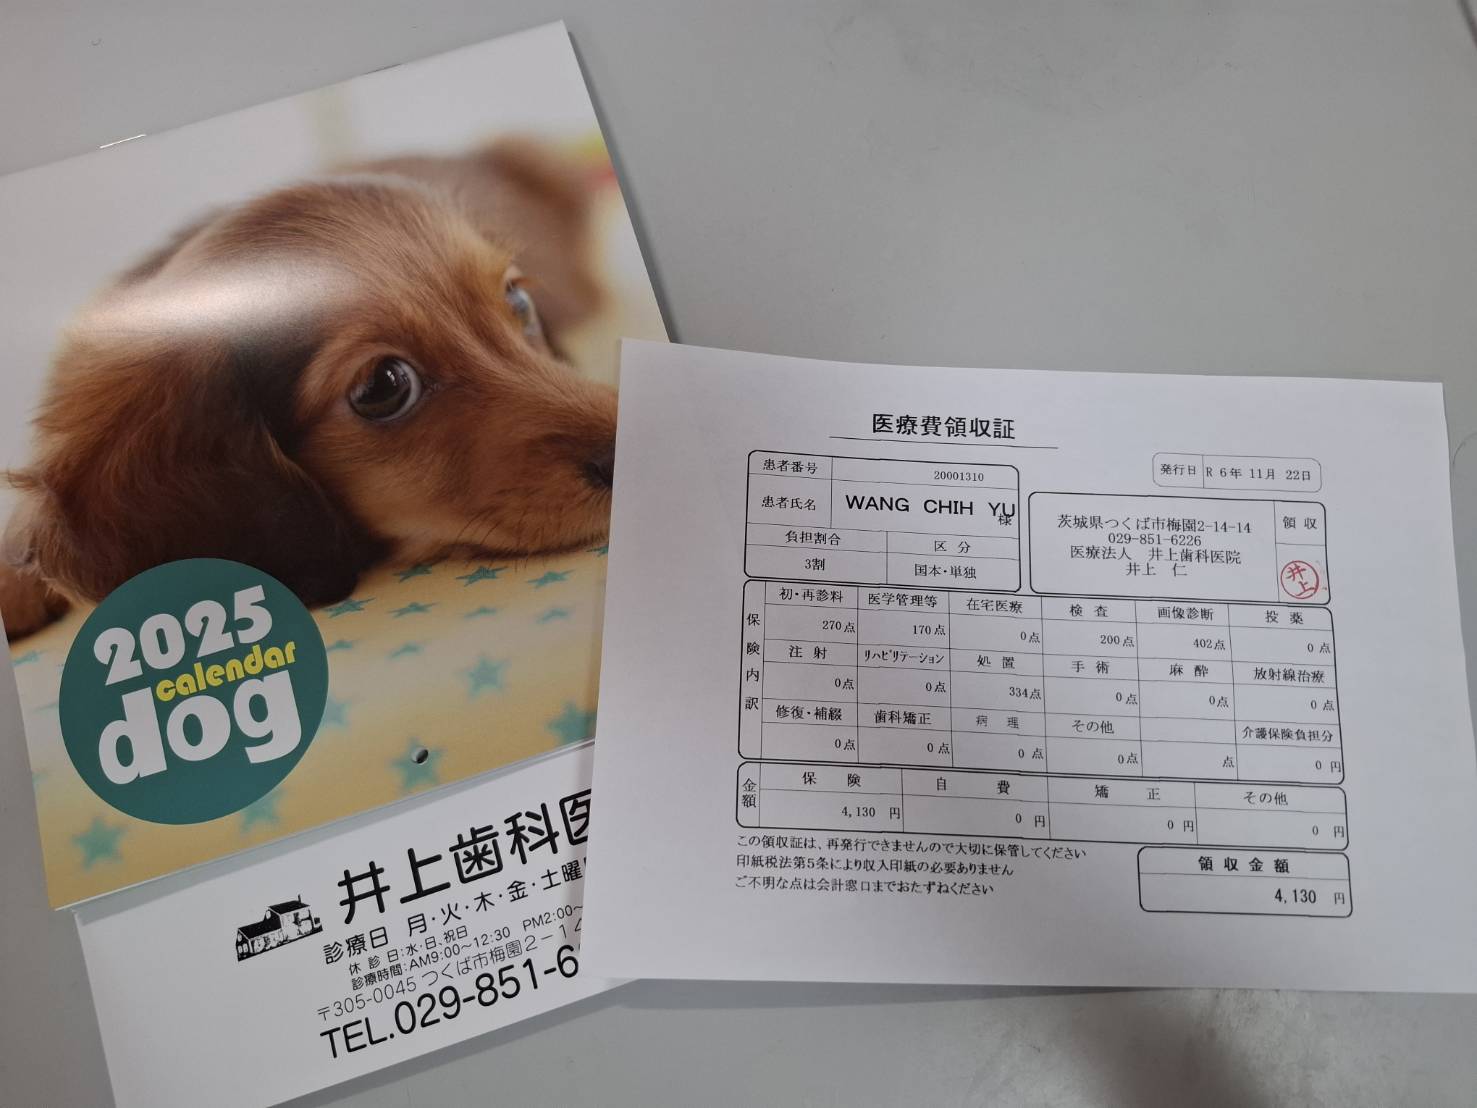 2025
calendar
dog
井上歯科医
診療日 月・火・木・金・土曜
休診日:水・日、祝日
診療時間:AM9:00~12:30 PM2:00~
〒305-0045 つくば市梅園2-1
TEL.029-851-6
医療費領収証
発行日 R 6年 11月 22日
患者番号 20001310
患者氏名 WANG CHIH YU 様
負担割合 区分
3割 国本・単独
茨城県つくば市梅園2-14-14
029-851-6226
医療法人 井上歯科医院
井上 仁
領収
井上
保険内訳
初・再診料 医学管理等 在宅医療 検査 画像診断 投薬
270点 170点 0点 200点 402点 0点
注射 リハビリテーション 処置 手術 麻酔 放射線治療
0点 0点 334点 0点 0点 0点
修復・補綴 歯科矯正 病理 その他 介護保険負担分
0点 0点 0点 0点 点 0円
金額
保険 自費 矯正 その他
4,130円 0円 0円 0円
この領収証は、再発行できませんので大切に保管してください
印紙税法第5条により収入印紙の必要ありません
ご不明な点は会計窓口までおたずねください
領収金額
4,130 円